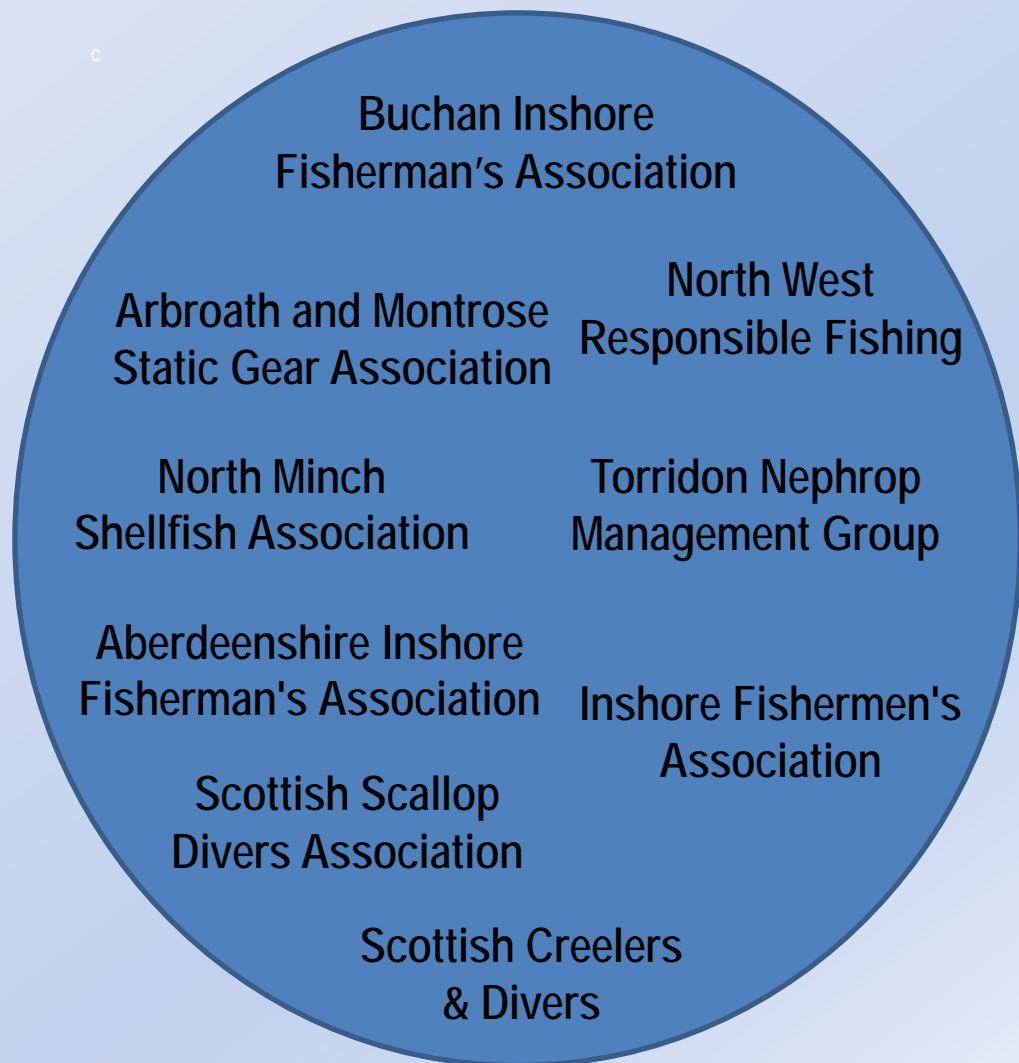 c
Buchan Inshore
Fisherman’s Association
Arbroath and Montrose
Static Gear Association
North West
Responsible Fishing
North Minch
Shellfish Association
Torridon Nephrop
Management Group
Aberdeenshire Inshore
Fisherman's Association
Inshore Fishermen's
Association
Scottish Scallop
Divers Association
Scottish Creelers
& Divers